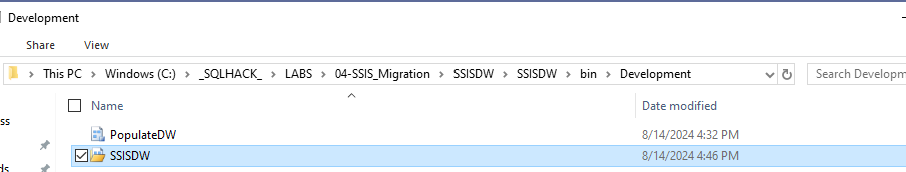 Development
Share View
This PC > Windows (C:) > _SQLHACK_ > LABS > 04-SSIS_Migration > SSISDW > SSISDW > bin > Development Search Developm
Name Date modified
PopulateDW 8/14/2024 4:32 PM
ss
SSISDW 8/14/2024 4:46 PM
ds